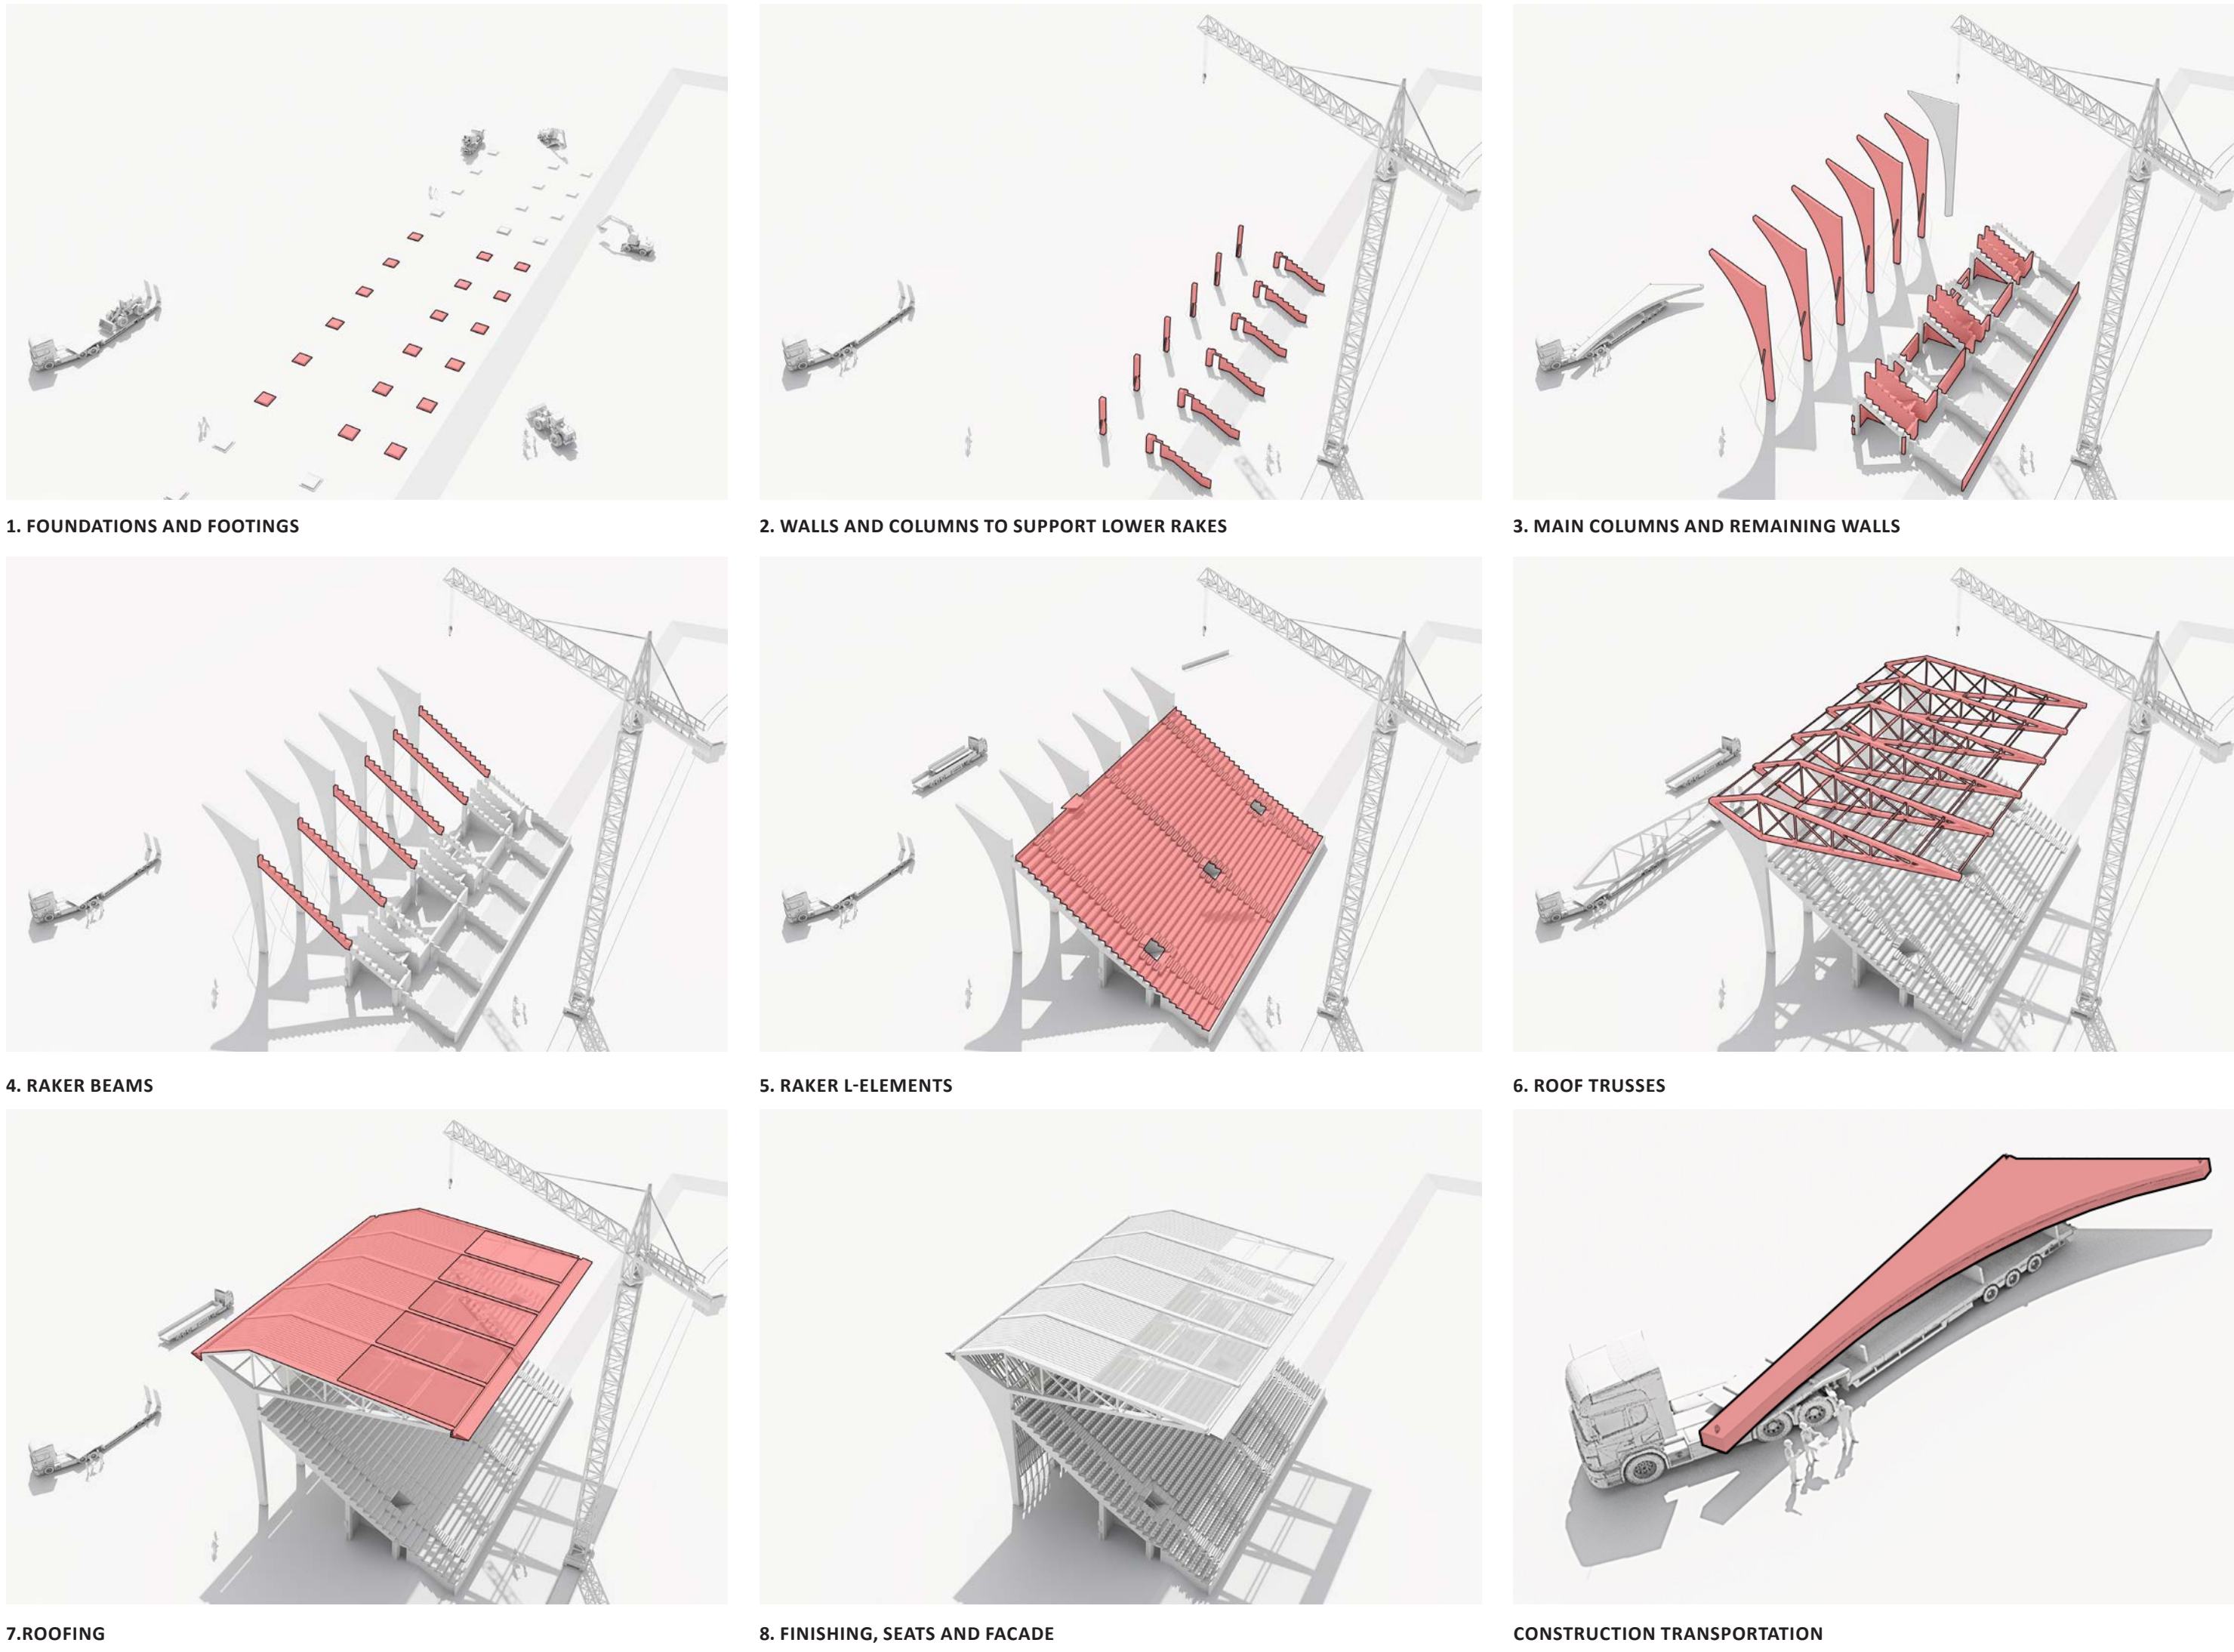 1. FOUNDATIONS AND FOOTINGS
2. WALLS AND COLUMNS TO SUPPORT LOWER RAKES
3. MAIN COLUMNS AND REMAINING WALLS
4. RAKER BEAMS
5. RAKER L-ELEMENTS
6. ROOF TRUSSES
7.ROOFING
8. FINISHING, SEATS AND FACADE
CONSTRUCTION TRANSPORTATION